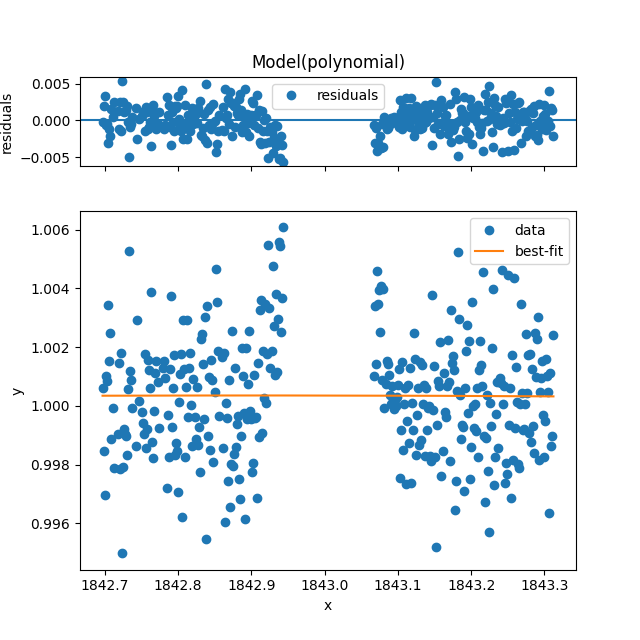 Model(polynomial)
residuals
0.005
0.000
−0.005
residuals
data
best-fit
1.006
1.004
1.002
1.000
0.998
0.996
y
1842.7 1842.8 1842.9 1843.0 1843.1 1843.2 1843.3
x